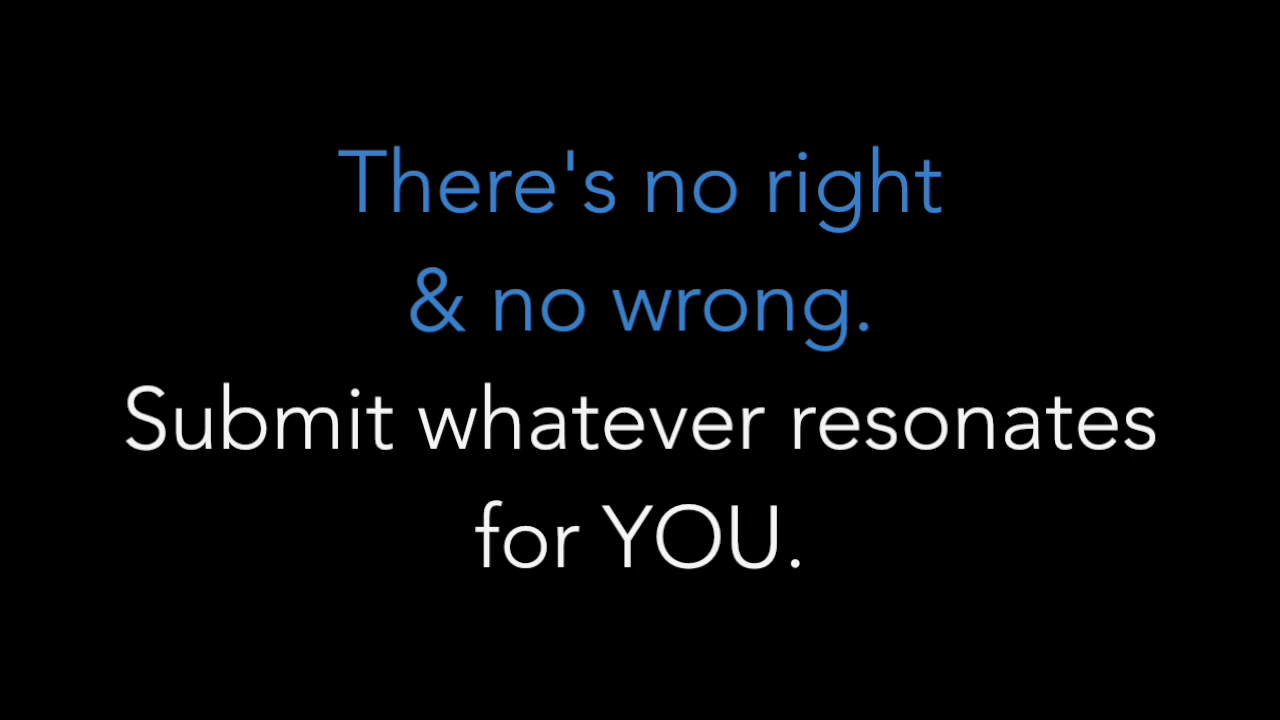 There's no right
& no wrong.
Submit whatever resonates
for YOU.